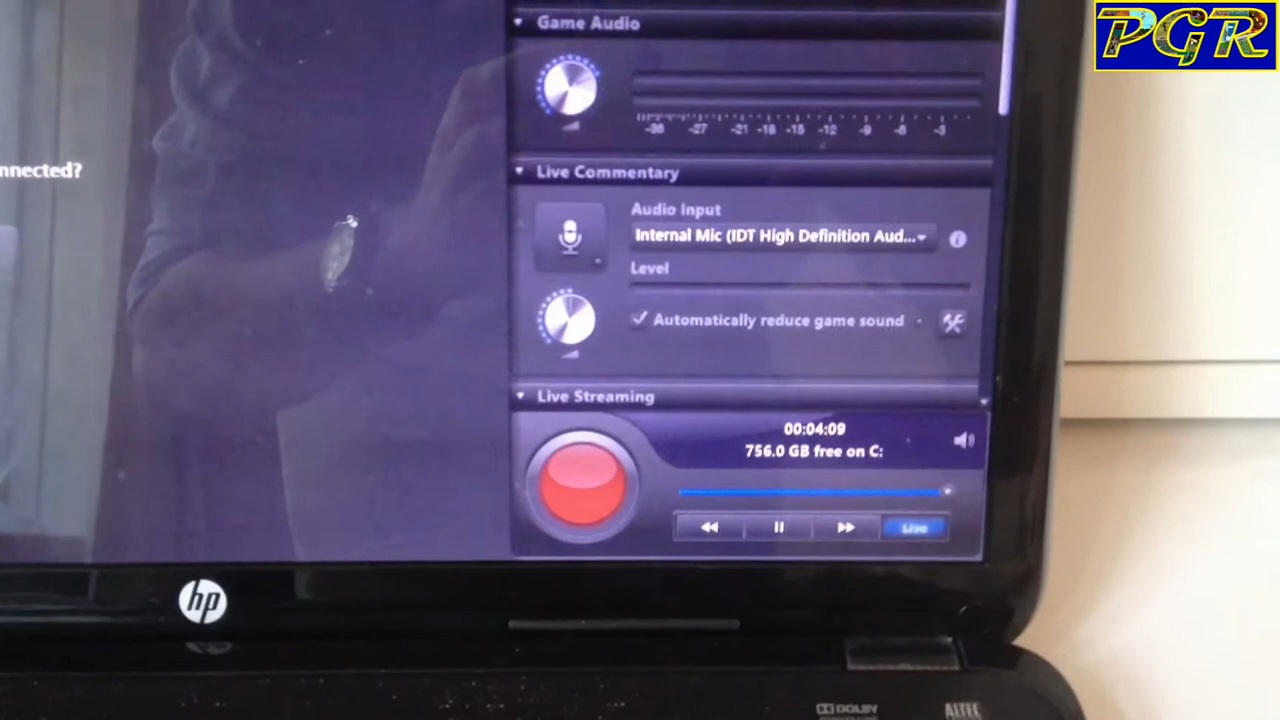 PGR
Game Audio
-36 -27 -21 -18 -15 -12 -9 -6 -3
nnected?
Live Commentary
Audio Input
Internal Mic (IDT High Definition Aud...
Level
Automatically reduce game sound
Live Streaming
00:04:09
756.0 GB free on C:
Live
hp
DOLBY
ALTEC